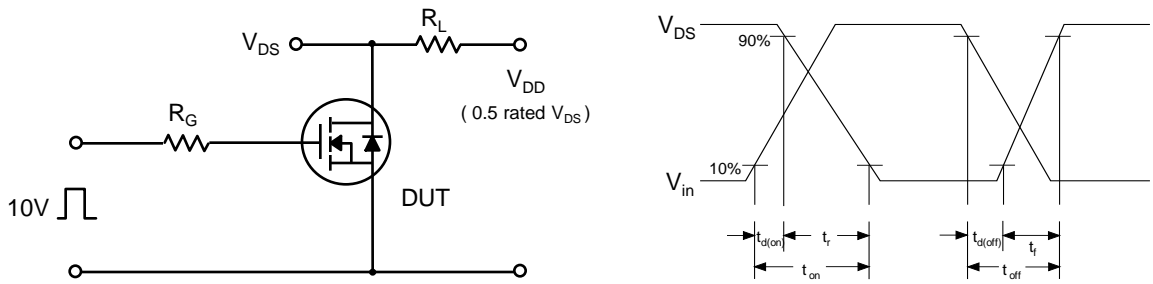 V_DS
R_L
V_DD
( 0.5 rated V_DS )
R_G
10V
DUT
V_DS
90%
10%
V_in
t_d(on)
t_r
t_on
t_d(off)
t_f
t_off